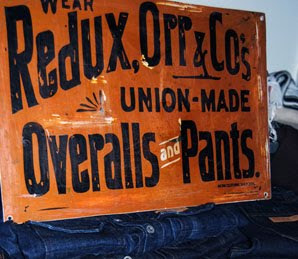 WEAR
Redux, Orr & Co's
UNION-MADE
Overalls and Pants.